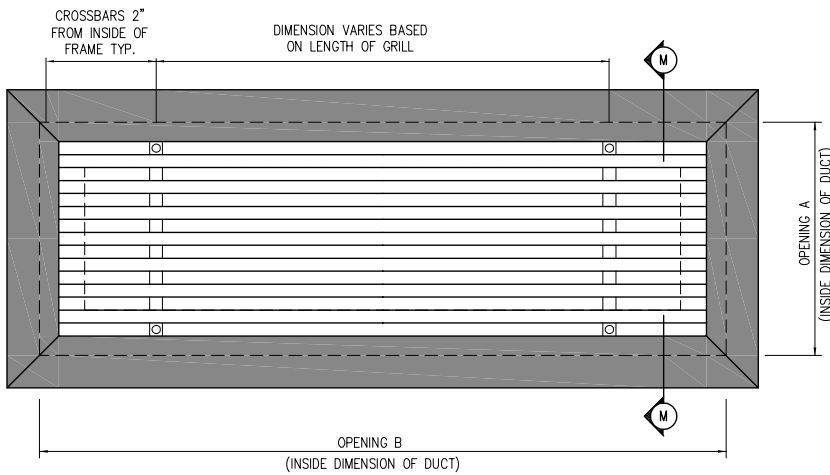 CROSSBARS 2"
FROM INSIDE OF
FRAME TYP.
DIMENSION VARIES BASED
ON LENGTH OF GRILL
M
OPENING A
(INSIDE DIMENSION OF DUCT)
M
OPENING B
(INSIDE DIMENSION OF DUCT)